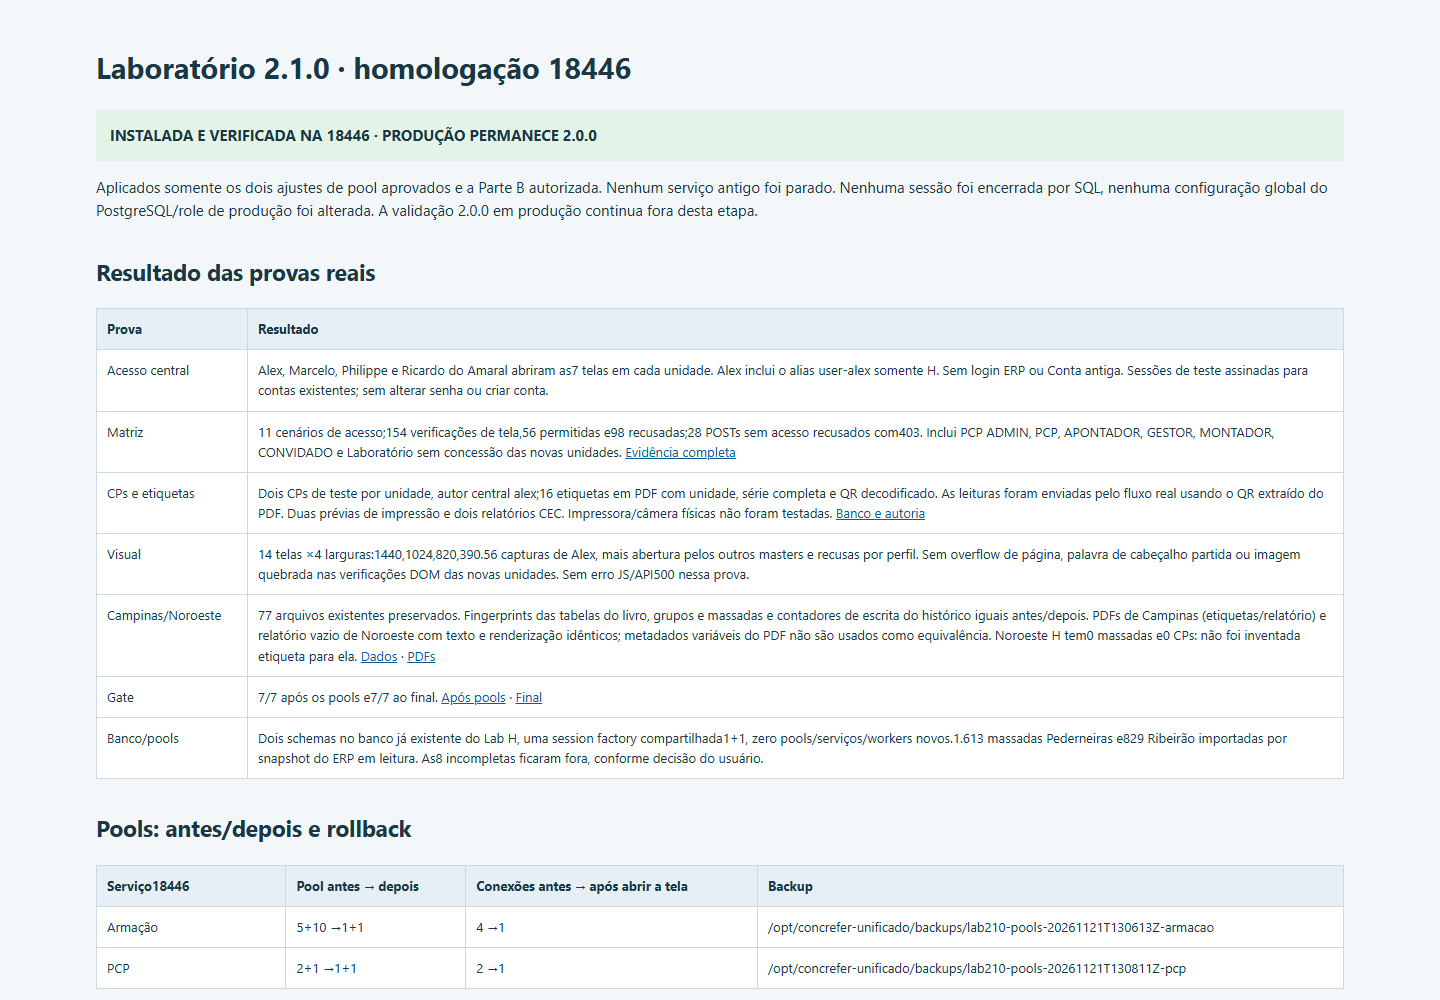 Laboratório 2.1.0 · homologação 18446
INSTALADA E VERIFICADA NA 18446 · PRODUÇÃO PERMANECE 2.0.0
Aplicados somente os dois ajustes de pool aprovados e a Parte B autorizada. Nenhum serviço antigo foi parado. Nenhuma sessão foi encerrada por SQL, nenhuma configuração global do
PostgreSQL/role de produção foi alterada. A validação 2.0.0 em produção continua fora desta etapa.
Resultado das provas reais
Prova
Resultado
Acesso central
Alex, Marcelo, Philippe e Ricardo do Amaral abriram as7 telas em cada unidade. Alex inclui o alias user-alex somente H. Sem login ERP ou Conta antiga. Sessões de teste assinadas para
contas existentes; sem alterar senha ou criar conta.
Matriz
11 cenários de acesso;154 verificações de tela,56 permitidas e98 recusadas;28 POSTs sem acesso recusados com403. Inclui PCP ADMIN, PCP, APONTADOR, GESTOR, MONTADOR,
CONVIDADO e Laboratório sem concessão das novas unidades. Evidência completa
CPs e etiquetas
Dois CPs de teste por unidade, autor central alex;16 etiquetas em PDF com unidade, série completa e QR decodificado. As leituras foram enviadas pelo fluxo real usando o QR extraído do
PDF. Duas prévias de impressão e dois relatórios CEC. Impressora/câmera físicas não foram testadas. Banco e autoria
Visual
14 telas ×4 larguras:1440,1024,820,390.56 capturas de Alex, mais abertura pelos outros masters e recusas por perfil. Sem overflow de página, palavra de cabeçalho partida ou imagem
quebrada nas verificações DOM das novas unidades. Sem erro JS/API500 nessa prova.
Campinas/Noroeste
77 arquivos existentes preservados. Fingerprints das tabelas do livro, grupos e massadas e contadores de escrita do histórico iguais antes/depois. PDFs de Campinas (etiquetas/relatório) e
relatório vazio de Noroeste com texto e renderização idênticos; metadados variáveis do PDF não são usados como equivalência. Noroeste H tem0 massadas e0 CPs: não foi inventada
etiqueta para ela. Dados · PDFs
Gate
7/7 após os pools e7/7 ao final. Após pools · Final
Banco/pools
Dois schemas no banco já existente do Lab H, uma session factory compartilhada1+1, zero pools/serviços/workers novos.1.613 massadas Pederneiras e829 Ribeirão importadas por
snapshot do ERP em leitura. As8 incompletas ficaram fora, conforme decisão do usuário.
Pools: antes/depois e rollback
Serviço18446
Pool antes → depois
Conexões antes → após abrir a tela
Backup
Armação
5+10 →1+1
4 →1
/opt/concrefer-unificado/backups/lab210-pools-20261121T130613Z-armacao
PCP
2+1 →1+1
2 →1
/opt/concrefer-unificado/backups/lab210-pools-20261121T130811Z-pcp